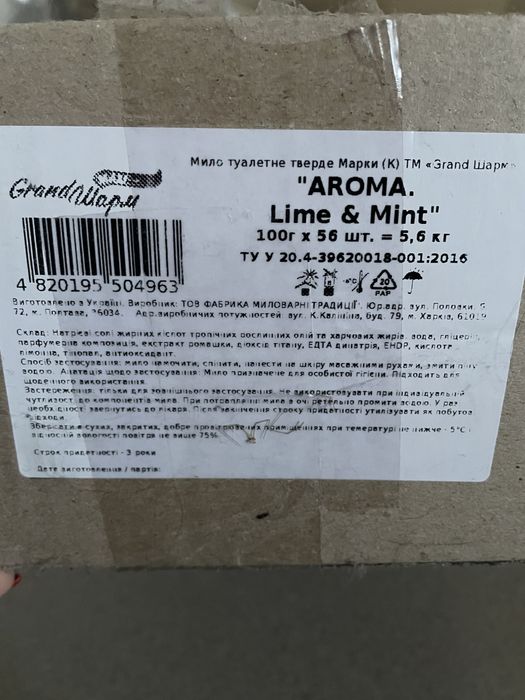 Мило туалетне тверде Марки (К) ТМ «Grand Шарм»
Grand Шарм
"AROMA.
Lime & Mint"
100г х 56 шт. = 5,6 кг
ТУ У 20.4-39620018-001:2016
4 820195 504963
20
PAP
Виготовлено в Україні. Виробник: ТОВ ФАБРИКА МИЛОВАРНІ ТРАДИЦІЇ. Юр.адр. вул. Половки,
72, м. Полтава, 36034. Адр.виробничих потужностей вул. К.Калініна, буд. 79, м. Харків,
Склад: Натрієві солі жирних кислот тропічних рослинних олій та харчових жирів, вода, гліцерин,
парфумерна композиція, екстракт ромашки, діоксид титану, ЕДТА динатрія, EHDP, кислота
лимонна, тинопал, антиоксидант.
Спосіб застосування: мило намочити, спінити, нанести на шкіру масажними рухами, змити піну
водою. Анатація щодо застосування: Мило призначене для особистої гігієни. Підходить для
щоденного використання.
Застереження: тільки для зовнішнього застосування. Не використовувати при індивідуальній
чутливості до компонентів мила. При потраплянні мила в очі ретельно промити водою. У разі
необхідності звернутись до лікаря. Після закінчення строку придатності утилізувати як побутові
відходи.
Зберігати в сухих, закритих, добре провітрюваних приміщеннях при температурі не нижче - 5°С і
відносній вологості повітря не вище 75%
Строк придатності - 3 роки
Дата виготовлення / партія: